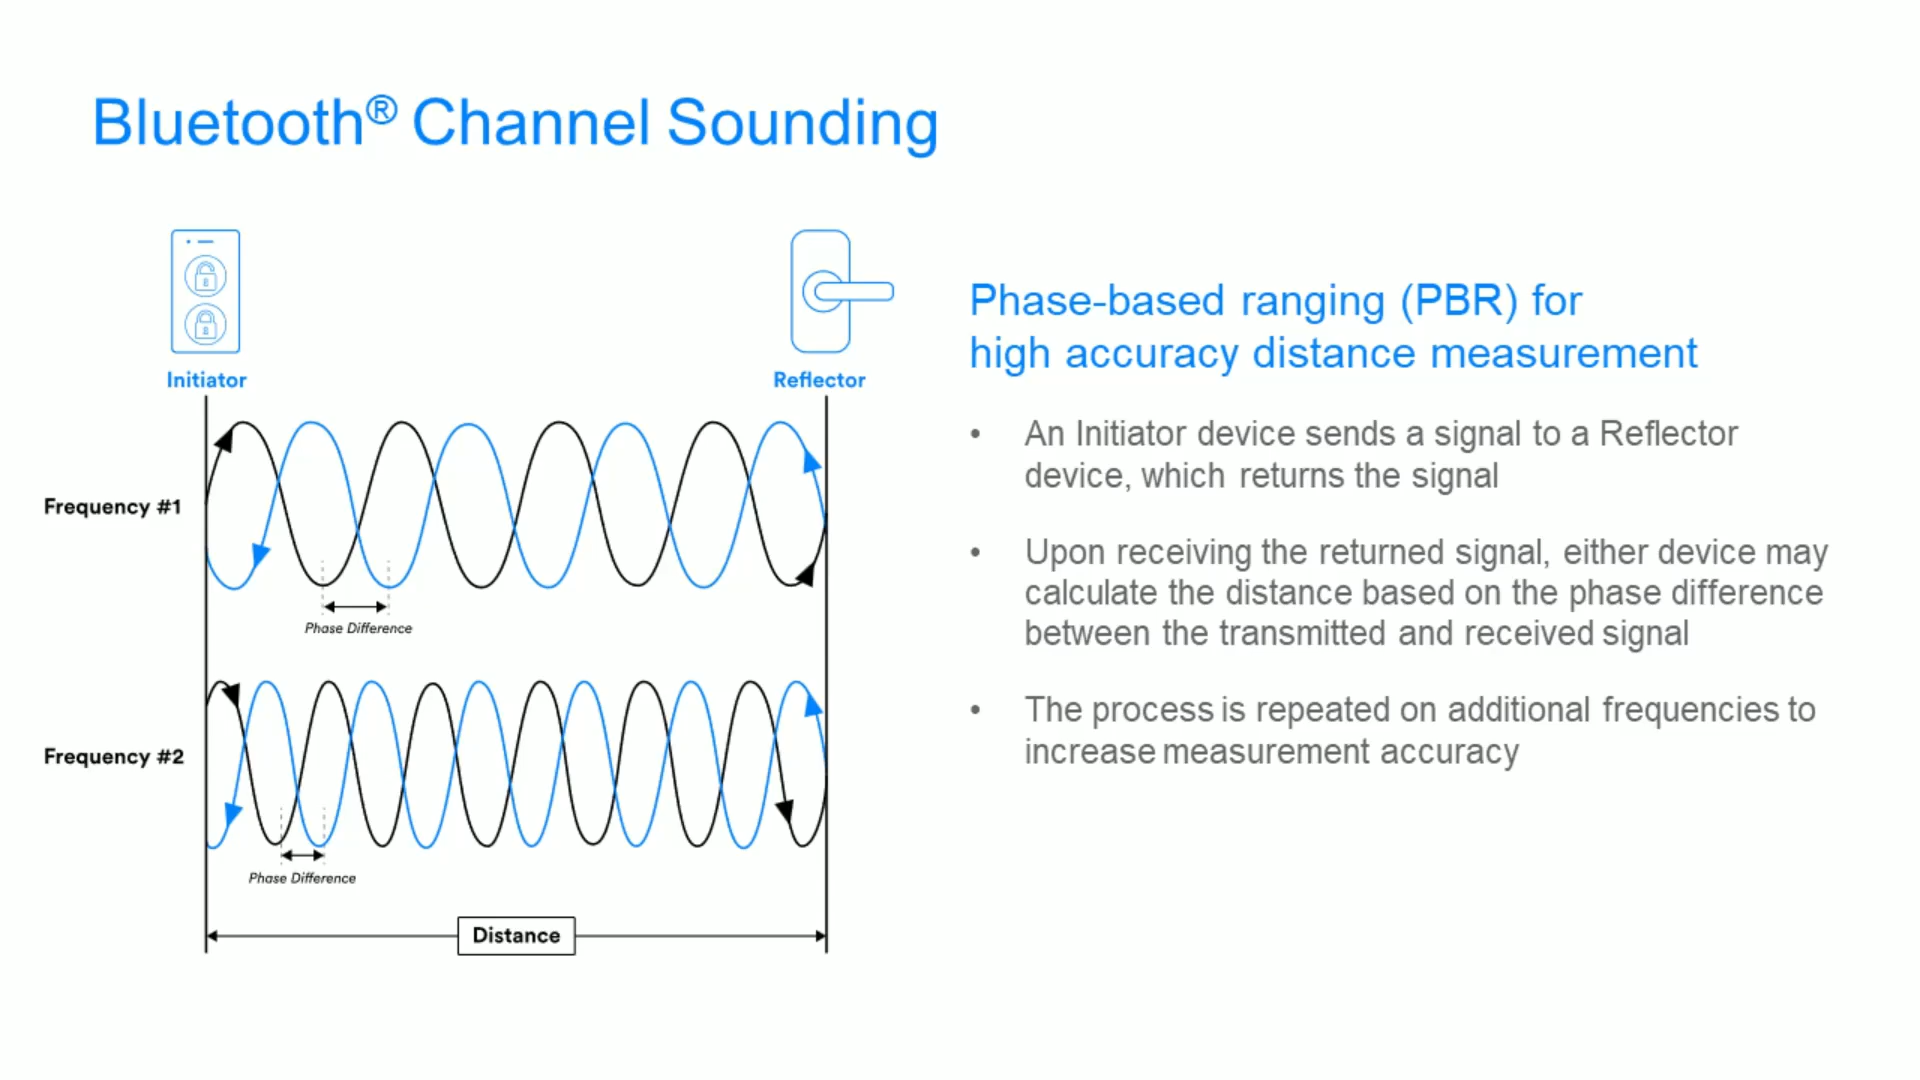 Bluetooth® Channel Sounding
Initiator
Reflector
Frequency #1
Phase Difference
Frequency #2
Phase Difference
Distance
Phase-based ranging (PBR) for
high accuracy distance measurement
• An Initiator device sends a signal to a Reflector
device, which returns the signal
• Upon receiving the returned signal, either device may
calculate the distance based on the phase difference
between the transmitted and received signal
• The process is repeated on additional frequencies to
increase measurement accuracy